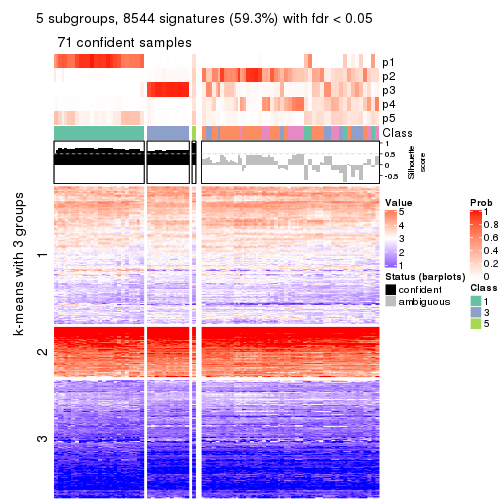 5 subgroups, 8544 signatures (59.3%) with fdr < 0.05
71 confident samples
p1
p2
p3
p4
p5
Class
1
0.5
0
-0.5
Silhouette
score
k-means with 3 groups
1
2
3
Value
5
4
3
2
1
Status (barplots)
confident
ambiguous
Prob
1
0.8
0.6
0.4
0.2
0
Class
1
3
5